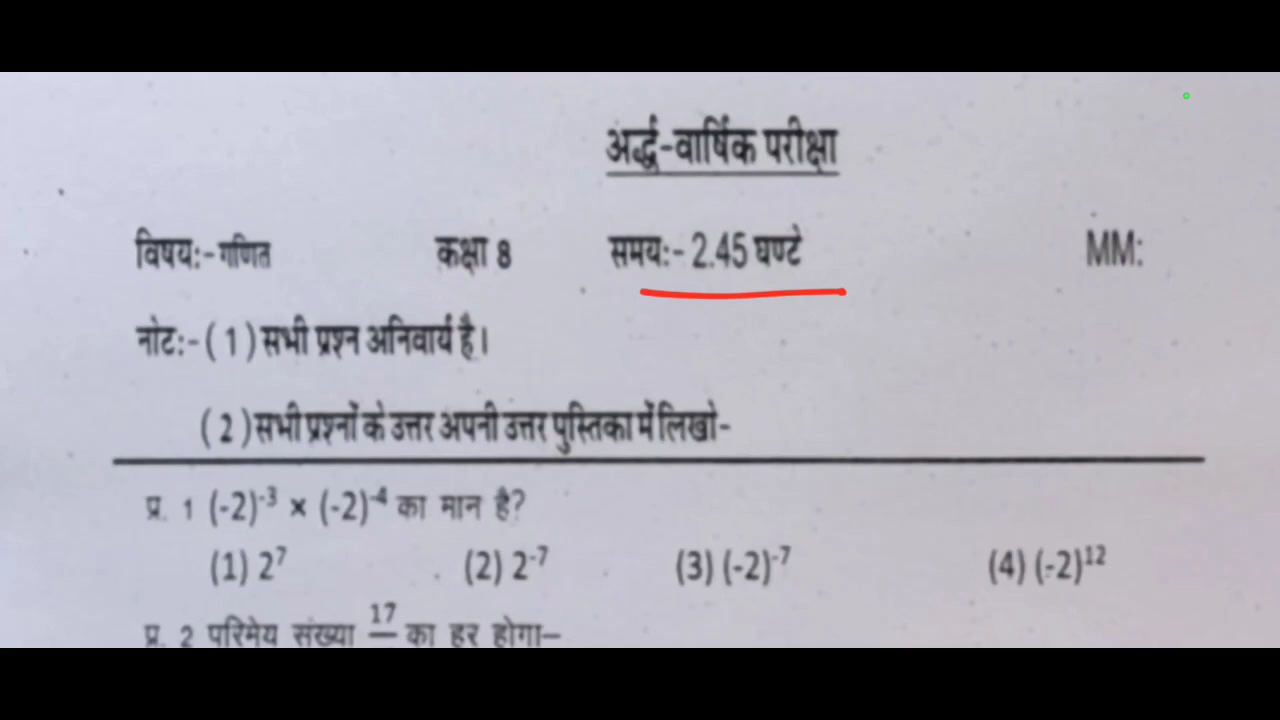 अर्द्ध-वार्षिक परीक्षा
विषय:- गणित कक्षा 8 समय:- 2.45 घण्टे MM:
नोट:- ( 1 ) सभी प्रश्न अनिवार्य है।
( 2 ) सभी प्रश्नों के उत्तर अपनी उत्तर पुस्तिका में लिखो-
प्र. 1 (-2)⁻³ × (-2)⁻⁴ का मान है?
(1) 2⁷ (2) 2⁻⁷ (3) (-2)⁻⁷ (4) (-2)¹²
प्र. 2 परिमेय संख्या 17 का हर होगा–